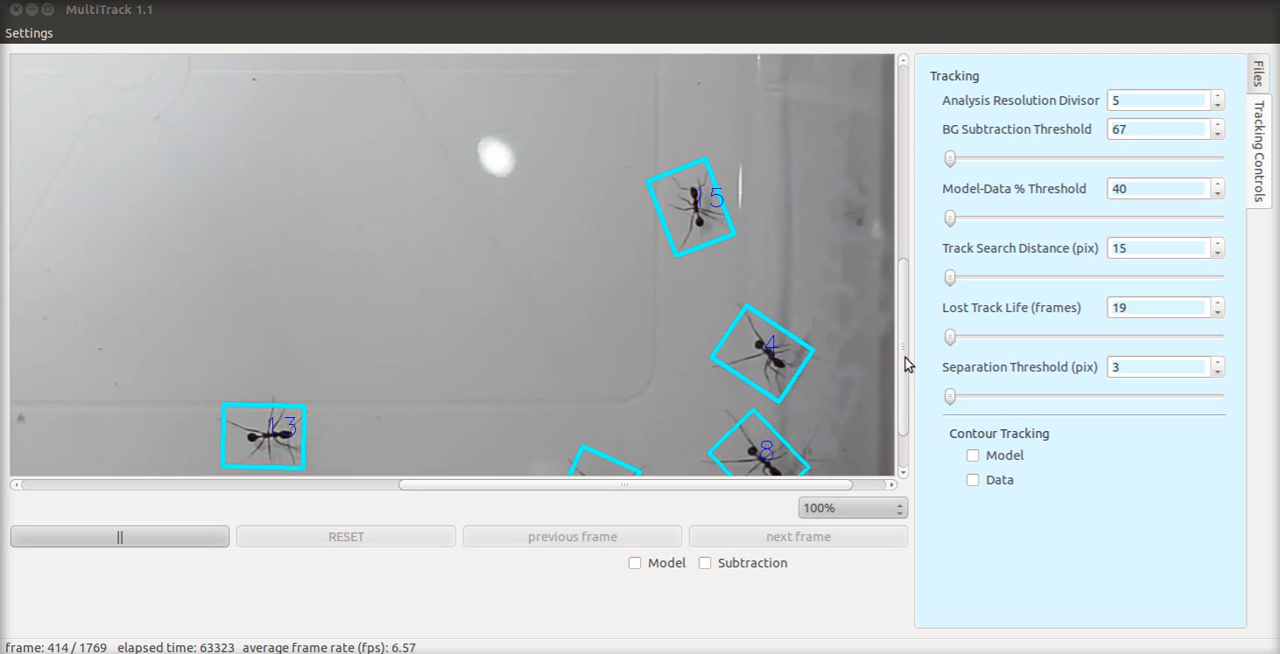 MultiTrack 1.1
Settings
15
4
13
8
100%
||
RESET
previous frame
next frame
Model
Subtraction
frame: 414 / 1769 elapsed time: 63323 average frame rate (fps): 6.57
Tracking
Analysis Resolution Divisor 5
BG Subtraction Threshold 67
Model-Data % Threshold 40
Track Search Distance (pix) 15
Lost Track Life (frames) 19
Separation Threshold (pix) 3
Contour Tracking
Model
Data
Files
Tracking Controls